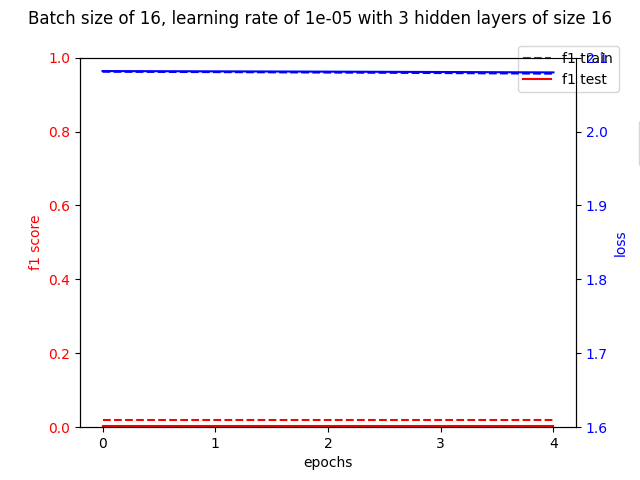 Batch size of 16, learning rate of 1e-05 with 3 hidden layers of size 16
f1 train
f1 test
1.0
0.8
0.6
0.4
0.2
0.0
f1 score
2.1
2.0
1.9
1.8
1.7
1.6
loss
0 1 2 3 4
epochs